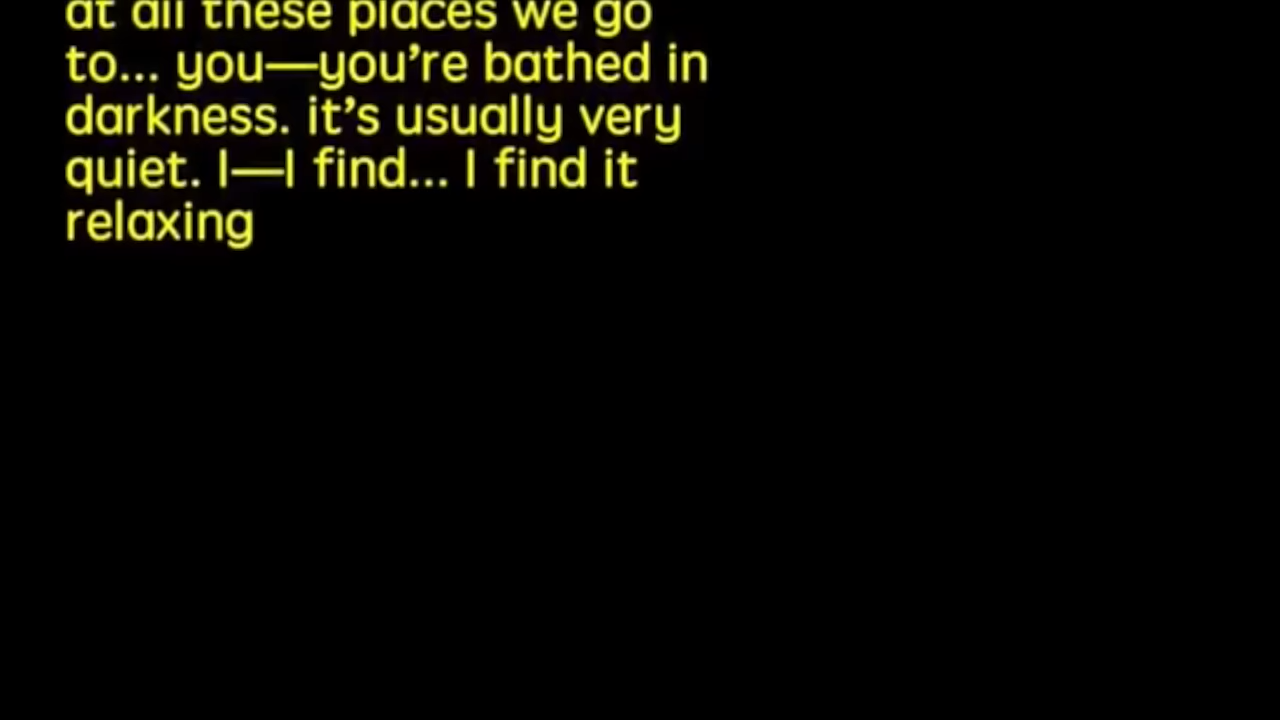 at all these places we go
to... you—you’re bathed in
darkness. it’s usually very
quiet. I—I find... I find it
relaxing